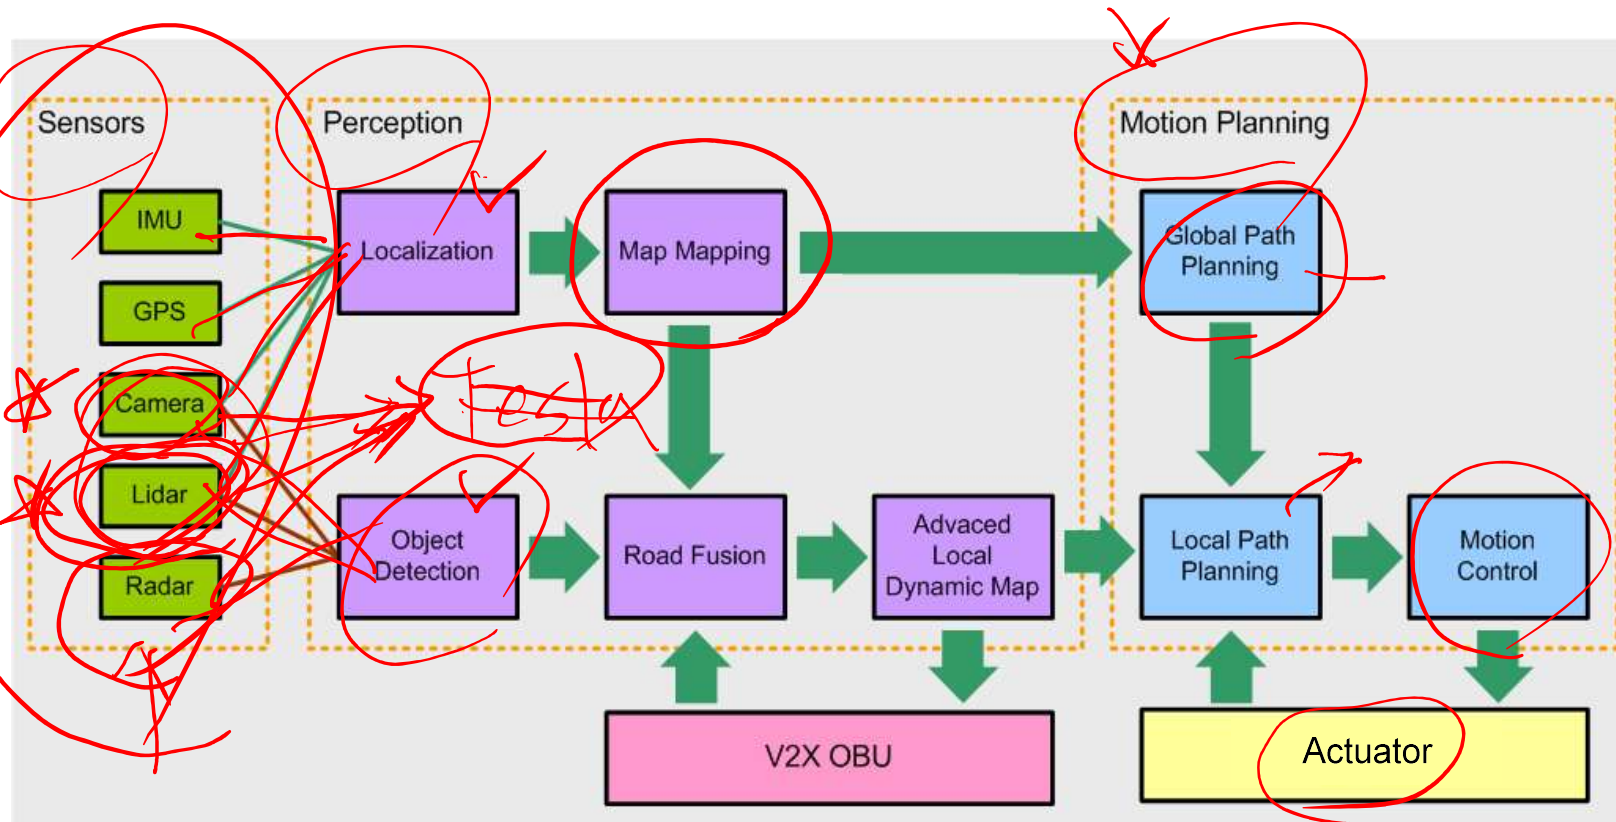 Sensors
Perception
Motion Planning
IMU
GPS
Camera
Lidar
Radar
Localization
Map Mapping
Global Path
Planning
Tesla
Object
Detection
Road Fusion
Advaced
Local
Dynamic Map
Local Path
Planning
Motion
Control
V2X OBU
Actuator